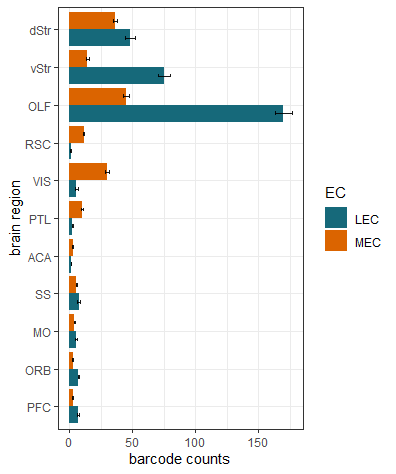 dStr
vStr
OLF
RSC
VIS
PTL
ACA
SS
MO
ORB
PFC
brain region
0 50 100 150
barcode counts
EC
LEC
MEC